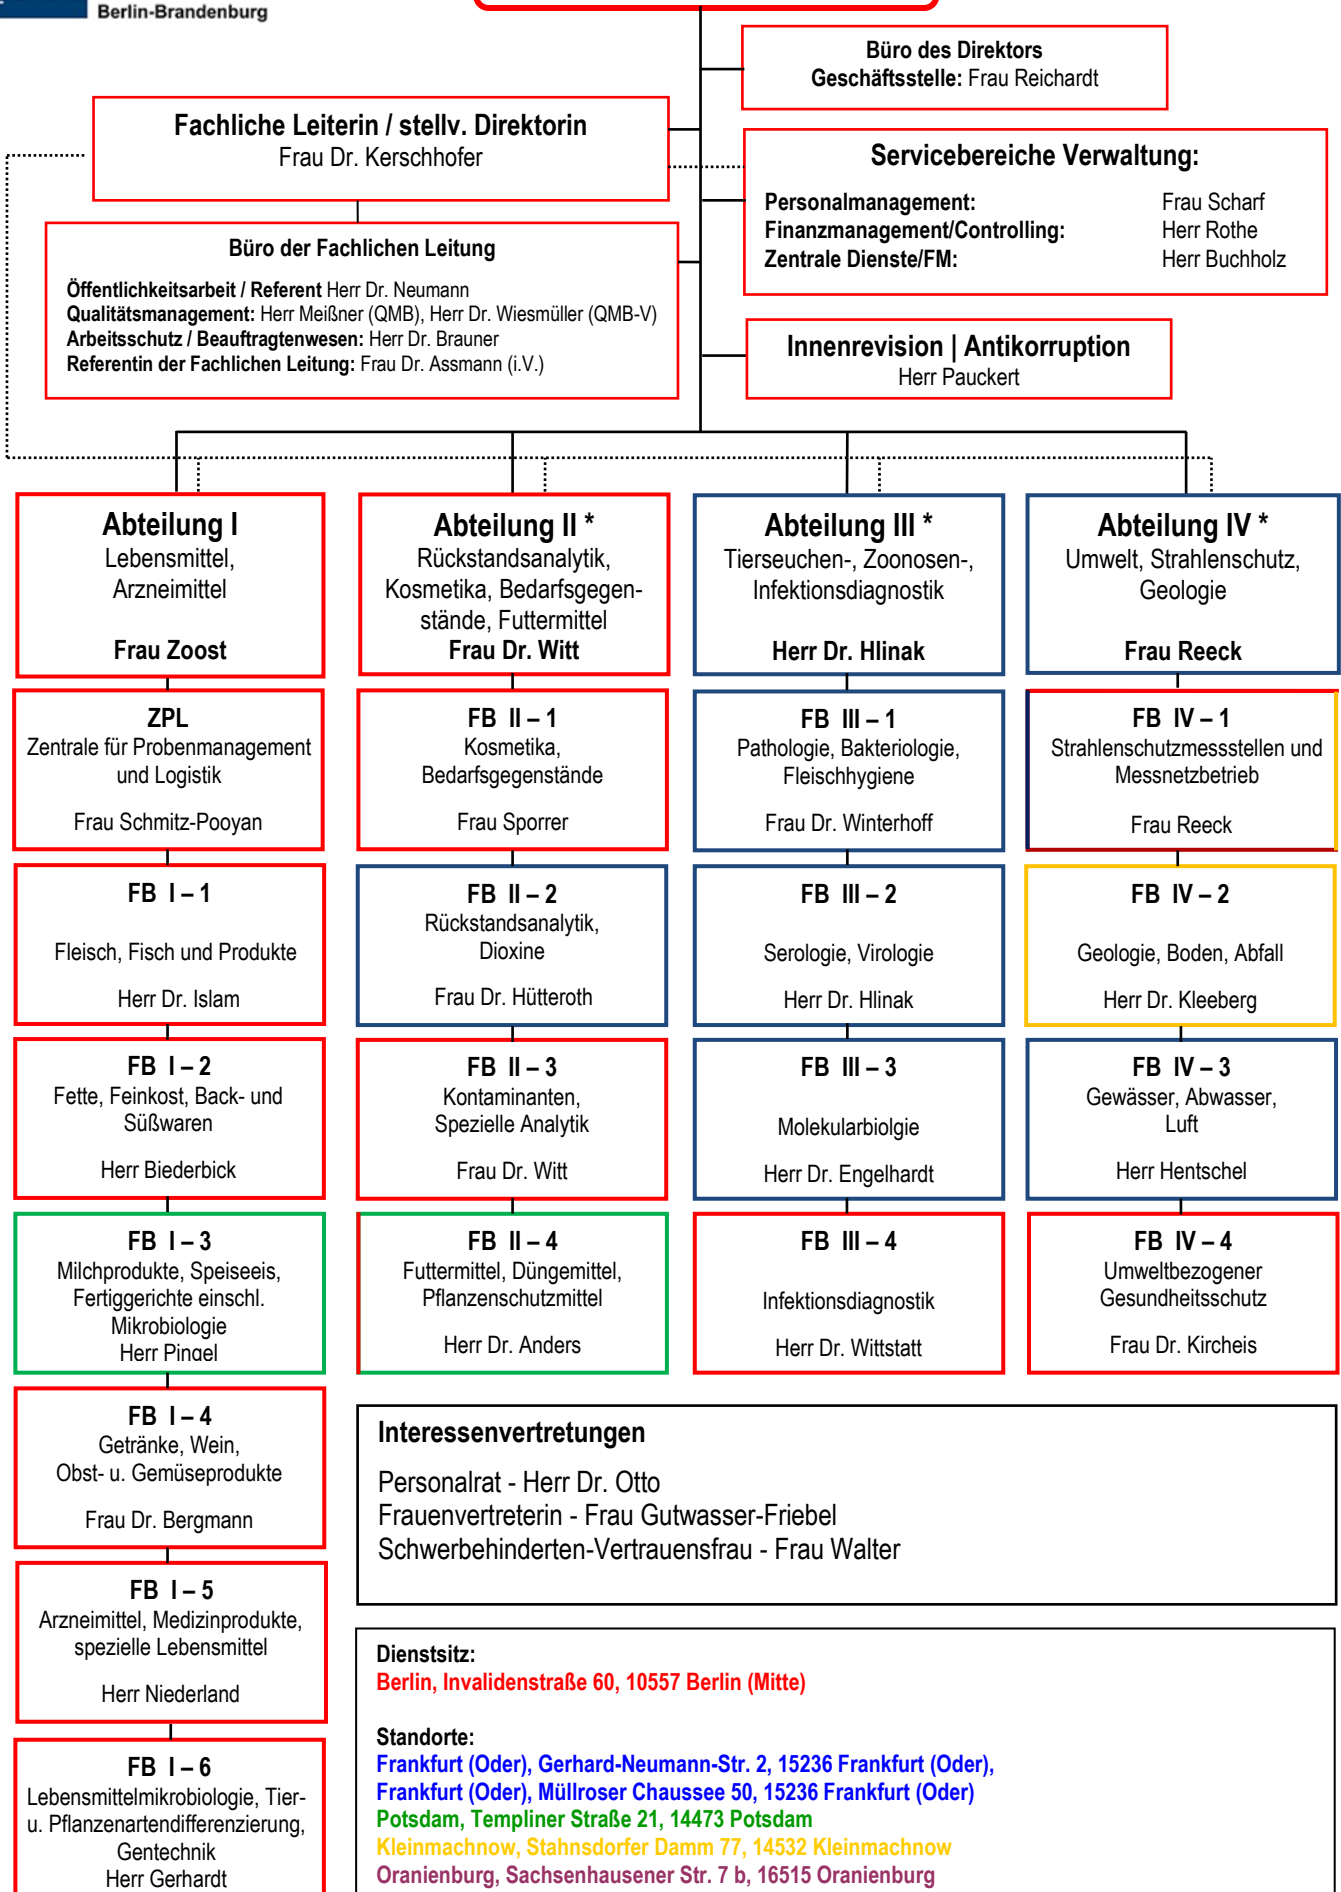 Berlin-Brandenburg
Büro des Direktors
Geschäftsstelle: Frau Reichardt
Fachliche Leiterin / stellv. Direktorin
Frau Dr. Kerschhofer
Servicebereiche Verwaltung:
Personalmanagement: Frau Scharf
Finanzmanagement/Controlling: Herr Rothe
Zentrale Dienste/FM: Herr Buchholz
Büro der Fachlichen Leitung
Öffentlichkeitsarbeit / Referent Herr Dr. Neumann
Qualitätsmanagement: Herr Meißner (QMB), Herr Dr. Wiesmüller (QMB-V)
Arbeitsschutz / Beauftragtenwesen: Herr Dr. Brauner
Referentin der Fachlichen Leitung: Frau Dr. Assmann (i.V.)
Innenrevision | Antikorruption
Herr Pauckert
Abteilung I
Lebensmittel,
Arzneimittel
Frau Zoost
Abteilung II *
Rückstandsanalytik,
Kosmetika, Bedarfsgegen-
stände, Futtermittel
Frau Dr. Witt
Abteilung III *
Tierseuchen-, Zoonosen-,
Infektionsdiagnostik
Herr Dr. Hlinak
Abteilung IV *
Umwelt, Strahlenschutz,
Geologie
Frau Reeck
ZPL
Zentrale für Probenmanagement
und Logistik
Frau Schmitz-Pooyan
FB II – 1
Kosmetika,
Bedarfsgegenstände
Frau Sporrer
FB III – 1
Pathologie, Bakteriologie,
Fleischhygiene
Frau Dr. Winterhoff
FB IV – 1
Strahlenschutzmessstellen und
Messnetzbetrieb
Frau Reeck
FB I – 1
Fleisch, Fisch und Produkte
Herr Dr. Islam
FB II – 2
Rückstandsanalytik,
Dioxine
Frau Dr. Hütteroth
FB III – 2
Serologie, Virologie
Herr Dr. Hlinak
FB IV – 2
Geologie, Boden, Abfall
Herr Dr. Kleeberg
FB I – 2
Fette, Feinkost, Back- und
Süßwaren
Herr Biederbick
FB II – 3
Kontaminanten,
Spezielle Analytik
Frau Dr. Witt
FB III – 3
Molekularbiolgie
Herr Dr. Engelhardt
FB IV – 3
Gewässer, Abwasser,
Luft
Herr Hentschel
FB I – 3
Milchprodukte, Speiseeis,
Fertiggerichte einschl.
Mikrobiologie
Herr Pingel
FB II – 4
Futtermittel, Düngemittel,
Pflanzenschutzmittel
Herr Dr. Anders
FB III – 4
Infektionsdiagnostik
Herr Dr. Wittstatt
FB IV – 4
Umweltbezogener
Gesundheitsschutz
Frau Dr. Kircheis
FB I – 4
Getränke, Wein,
Obst- u. Gemüseprodukte
Frau Dr. Bergmann
FB I – 5
Arzneimittel, Medizinprodukte,
spezielle Lebensmittel
Herr Niederland
FB I – 6
Lebensmittelmikrobiologie, Tier-
u. Pflanzenartendifferenzierung,
Gentechnik
Herr Gerhardt
Interessenvertretungen
Personalrat - Herr Dr. Otto
Frauenvertreterin - Frau Gutwasser-Friebel
Schwerbehinderten-Vertrauensfrau - Frau Walter
Dienstsitz:
Berlin, Invalidenstraße 60, 10557 Berlin (Mitte)
Standorte:
Frankfurt (Oder), Gerhard-Neumann-Str. 2, 15236 Frankfurt (Oder),
Frankfurt (Oder), Müllroser Chaussee 50, 15236 Frankfurt (Oder)
Potsdam, Templiner Straße 21, 14473 Potsdam
Kleinmachnow, Stahnsdorfer Damm 77, 14532 Kleinmachnow
Oranienburg, Sachsenhausener Str. 7 b, 16515 Oranienburg